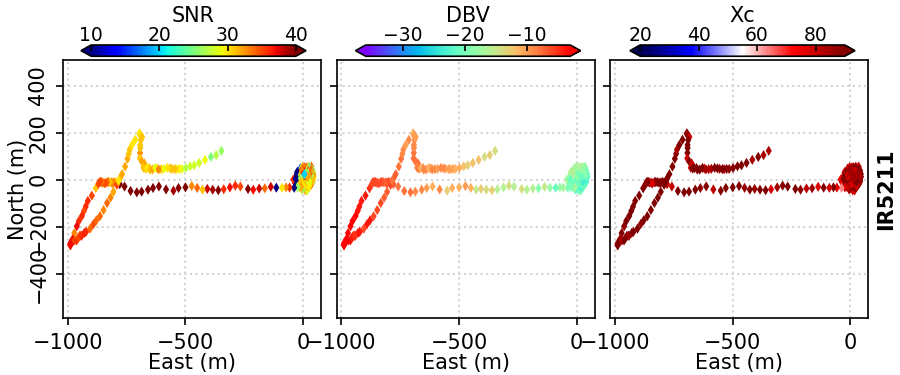 SNR DBV Xc
10 20 30 40 −30 −20 −10 20 40 60 80
400
200
0
−200
−400
North (m)
IR5211
−1000 −500 0 −1000 −500 0 −1000 −500 0
East (m) East (m) East (m)